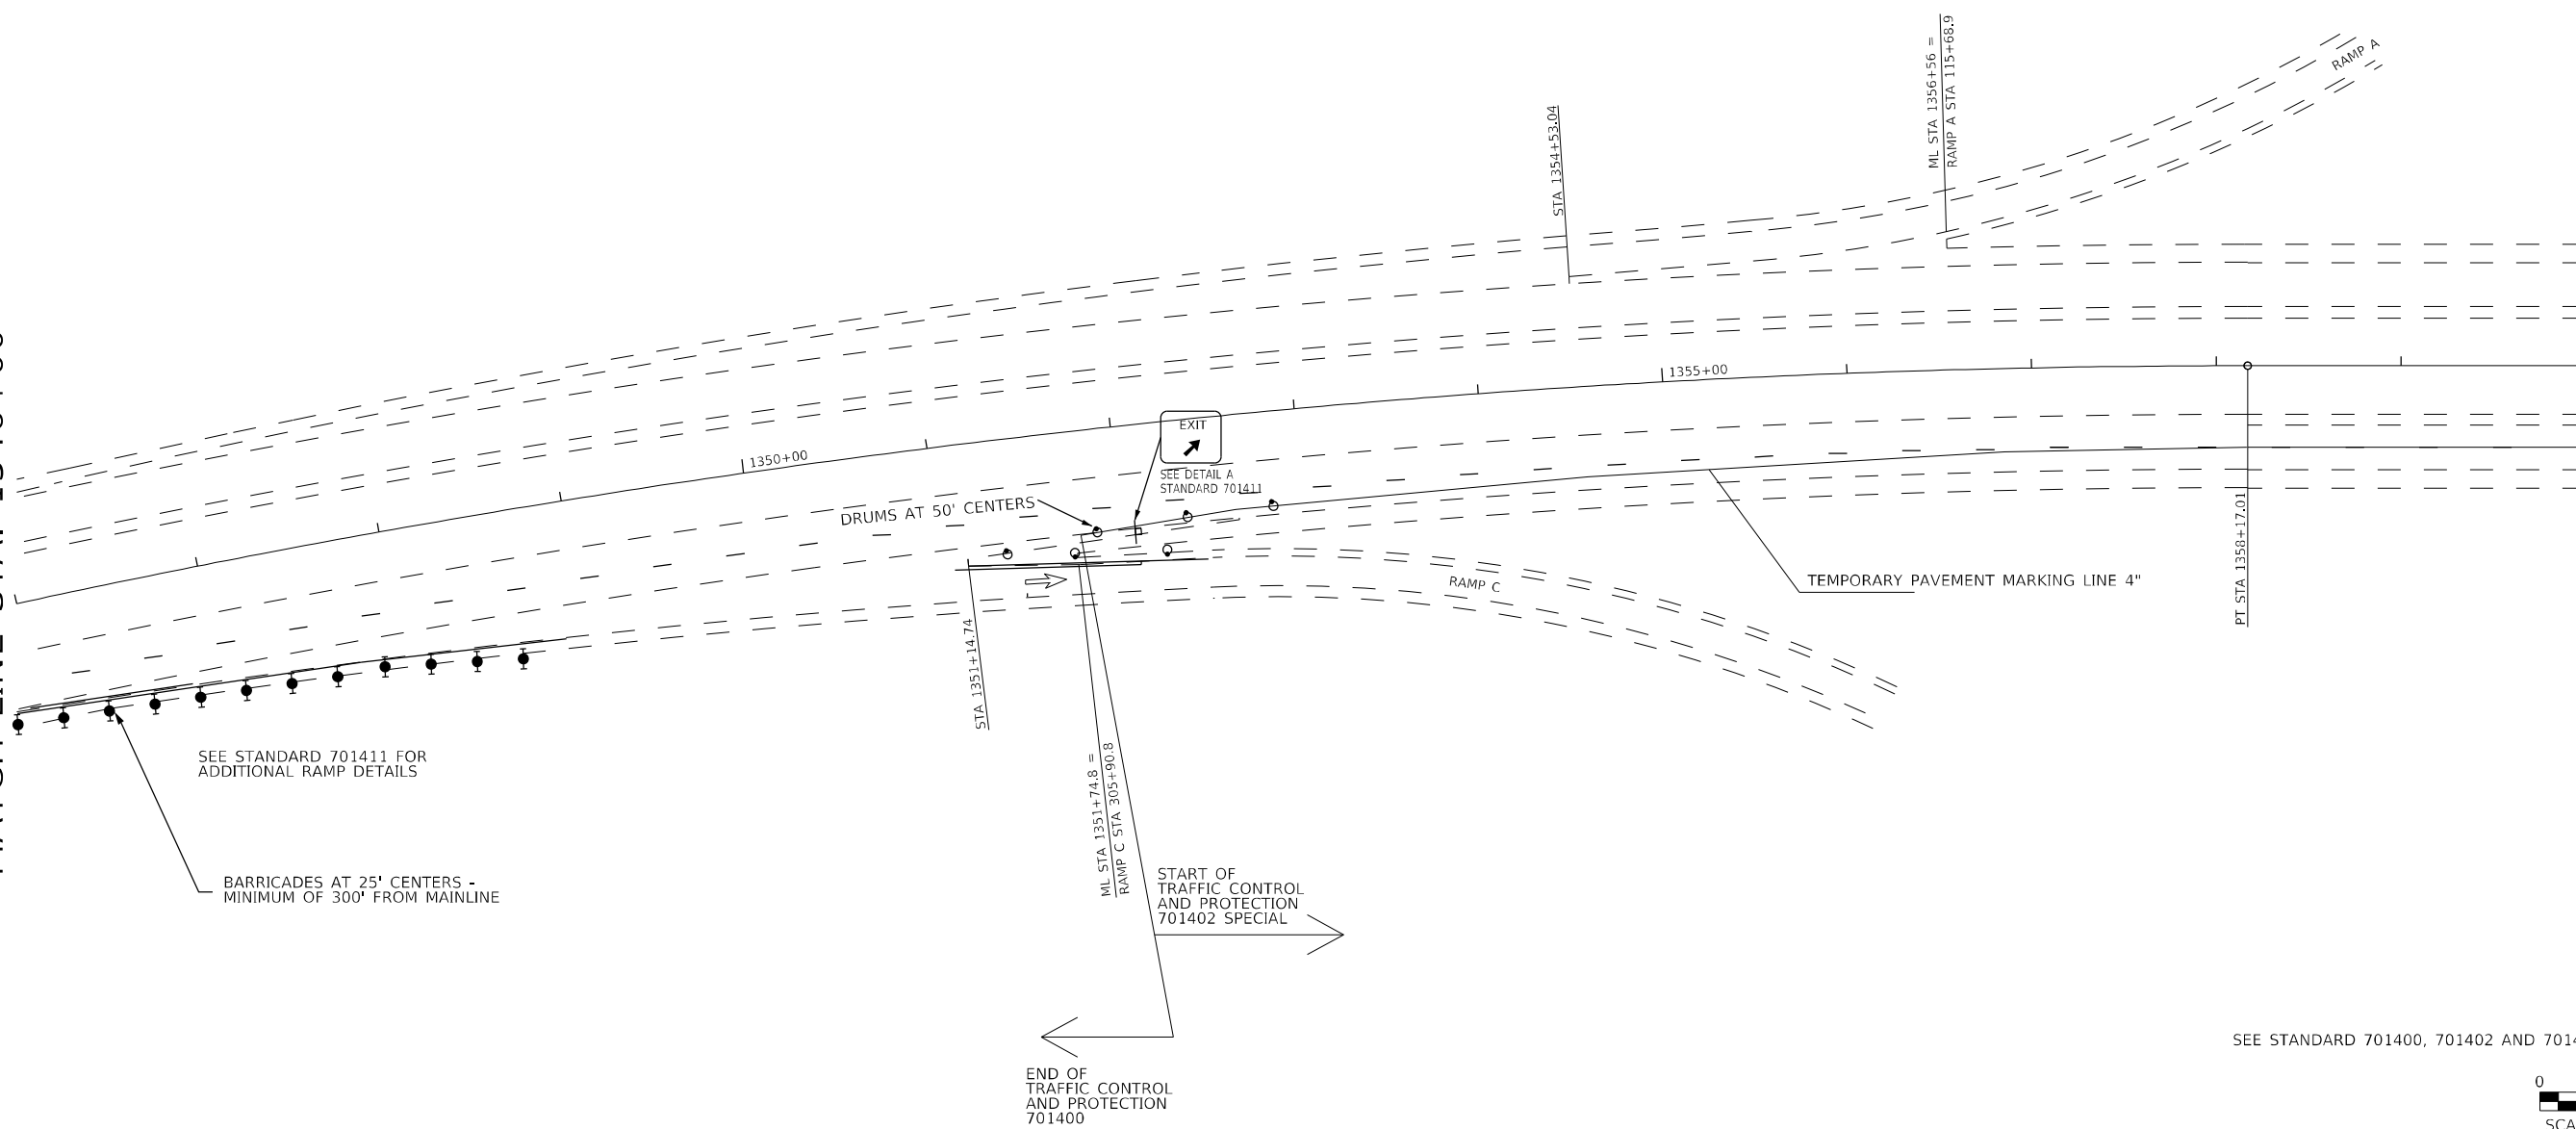 RAMP A
ML STA 1356+56 =
RAMP A STA 115+68.9
STA 1354+53.04
1355+00
EXIT
1350+00
SEE DETAIL A
STANDARD 701411
DRUMS AT 50' CENTERS
RAMP C
TEMPORARY PAVEMENT MARKING LINE 4"
PT STA 1358+17.01
STA 1351+14.74
SEE STANDARD 701411 FOR
ADDITIONAL RAMP DETAILS
ML STA 1351+74.8 =
RAMP C STA 305+90.8
BARRICADES AT 25' CENTERS -
MINIMUM OF 300' FROM MAINLINE
START OF
TRAFFIC CONTROL
AND PROTECTION
701402 SPECIAL
SEE STANDARD 701400, 701402 AND
END OF
TRAFFIC CONTROL
AND PROTECTION
701400
0